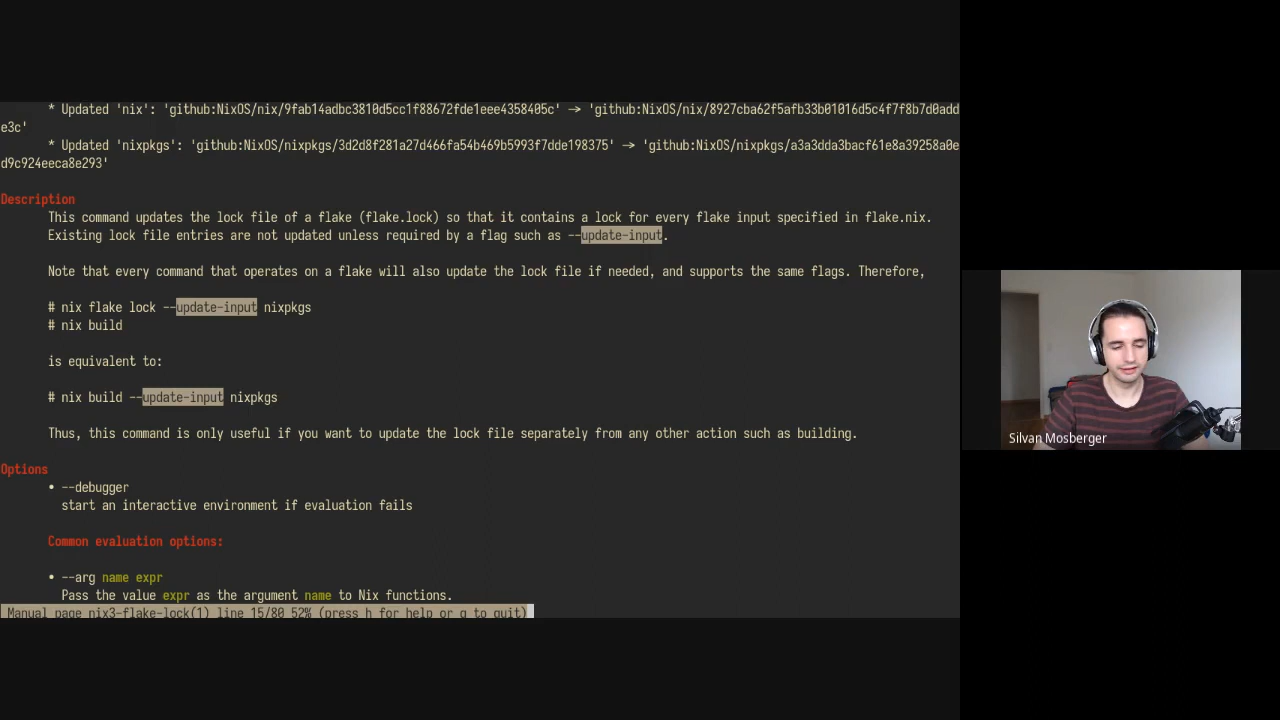 * Updated 'nix': 'github:NixOS/nix/9fab14adbc3810d5cc1f88672fde1eee4358405c' → 'github:NixOS/nix/8927cba62f5afb33b01016d5c4f7f8b7d0add
e3c'
* Updated 'nixpkgs': 'github:NixOS/nixpkgs/3d2d8f281a27d466fa54b469b5993f7dde198375' → 'github:NixOS/nixpkgs/a3a3dda3bacf61e8a39258a0e
d9c924eeca8e293'
Description
This command updates the lock file of a flake (flake.lock) so that it contains a lock for every flake input specified in flake.nix.
Existing lock file entries are not updated unless required by a flag such as --update-input.
Note that every command that operates on a flake will also update the lock file if needed, and supports the same flags. Therefore,
# nix flake lock --update-input nixpkgs
# nix build
is equivalent to:
# nix build --update-input nixpkgs
Thus, this command is only useful if you want to update the lock file separately from any other action such as building.
Options
• --debugger
start an interactive environment if evaluation fails
Common evaluation options:
• --arg name expr
Pass the value expr as the argument name to Nix functions.
Manual page nix3-flake-lock(1) line 15/80 52% (press h for help or q to quit)
Silvan Mosberger